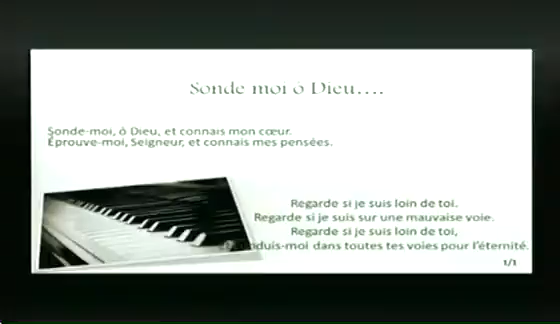 Sonde moi ô Dieu....
Sonde-moi, ô Dieu, et connais mon cœur.
Éprouve-moi, Seigneur, et connais mes pensées.
Regarde si je suis loin de toi.
Regarde si je suis sur une mauvaise voie.
Regarde si je suis loin de toi,
dans toutes tes voies pour l'éternité.
1/1